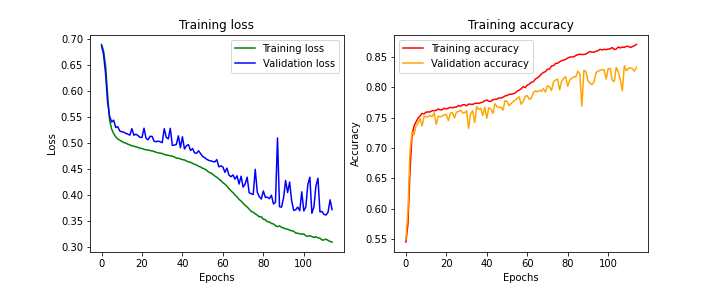 Training loss
0.70
0.65
0.60
0.55
0.50
0.45
0.40
0.35
0.30
Loss
0 20 40 60 80 100
Epochs
Training loss
Validation loss
Training accuracy
0.85
0.80
0.75
0.70
0.65
0.60
0.55
Accuracy
0 20 40 60 80 100
Epochs
Training accuracy
Validation accuracy